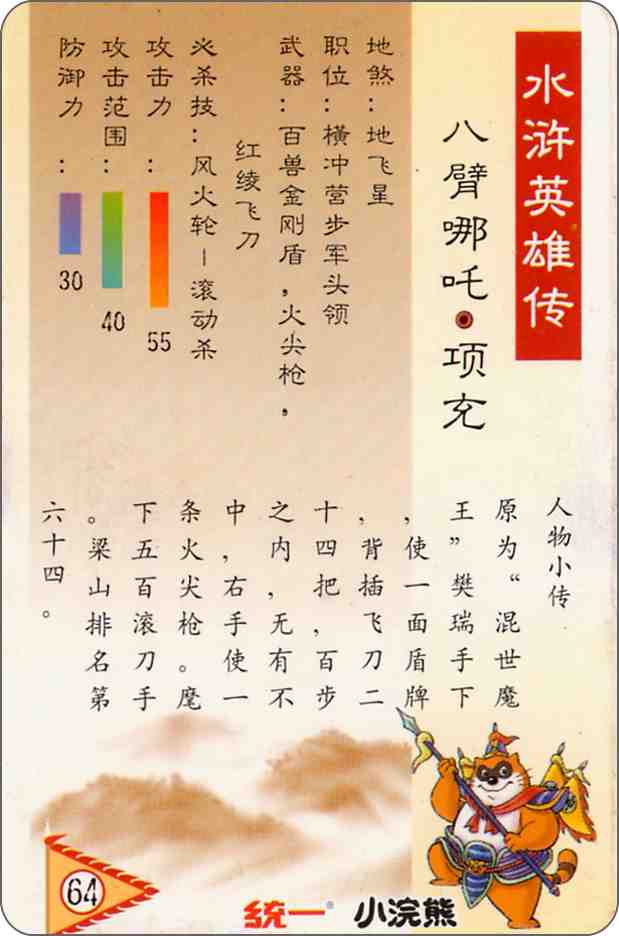 水浒英雄传
八臂哪吒•项充
地煞：地飞星
职位：横冲营步军头领
武器：百兽金刚盾，火尖枪，
红绫飞刀
必杀技：风火轮—滚动杀
攻击力：55
攻击范围：40
防御力：30
人物小传
原为“混世魔
王”樊瑞手下
，使一面盾牌
，背插飞刀二
十四把，百步
之内，无有不
中，右手使一
条火尖枪。麾
下五百滚刀手
。梁山排名第
六十四。
64
統一® 小浣熊